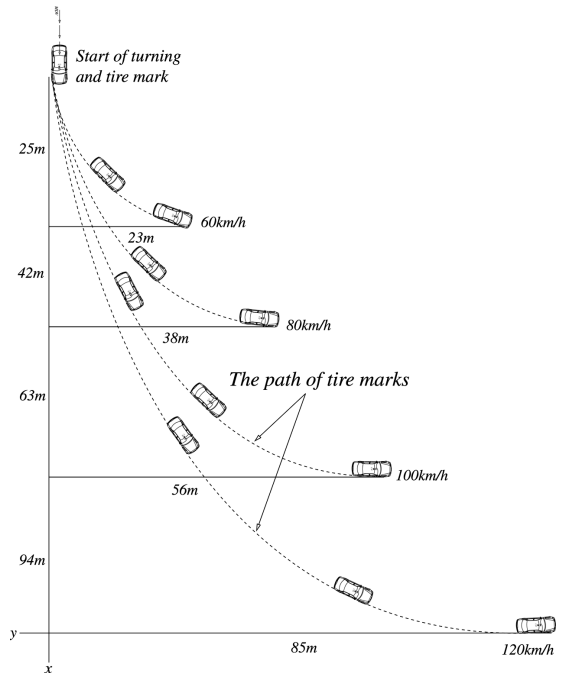 Start of turning
and tire mark
25m
60km/h
23m
42m
80km/h
38m
The path of tire marks
63m
100km/h
56m
94m
y
85m
120km/h
x